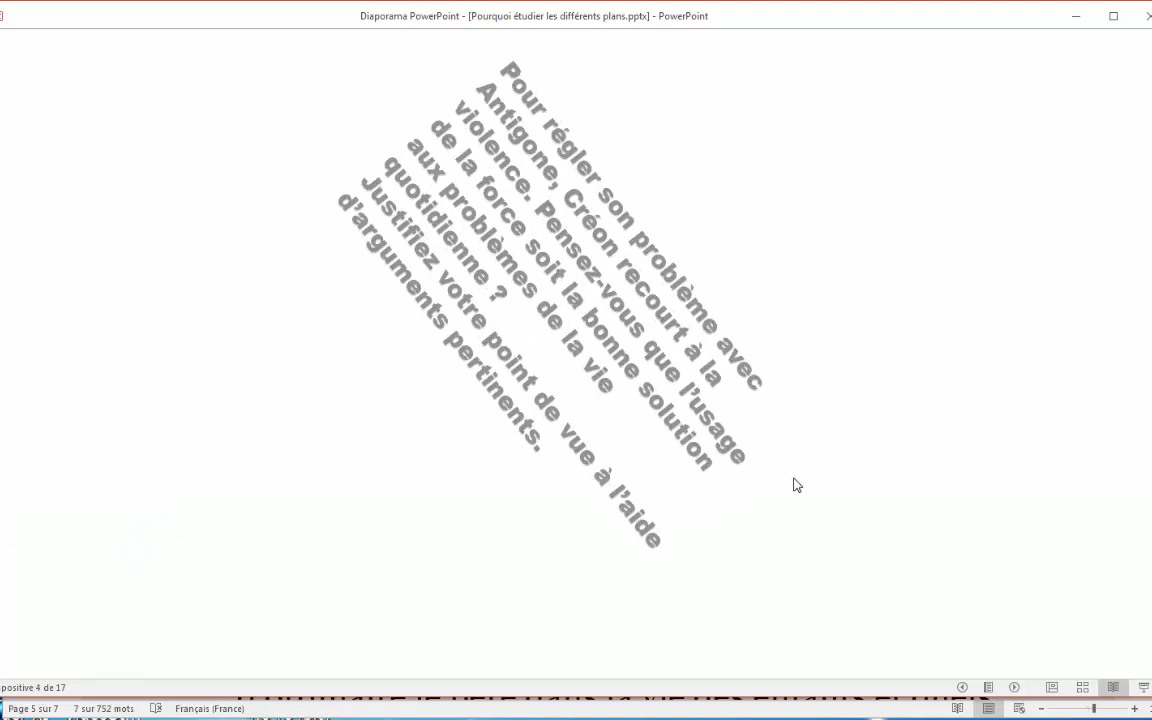 Diaporama PowerPoint - [Pourquoi étudier les différents plans.pptx] - PowerPoint
Pour régler son problème avec
Antigone, Créon recourt à la
violence. Pensez-vous que l'usage
de la force soit la bonne solution
aux problèmes de la vie
quotidienne ?
Justifiez votre point de vue à l'aide
d'arguments pertinents.
positive 4 de 17
Page 5 sur 7 7 sur 752 mots Français (France)